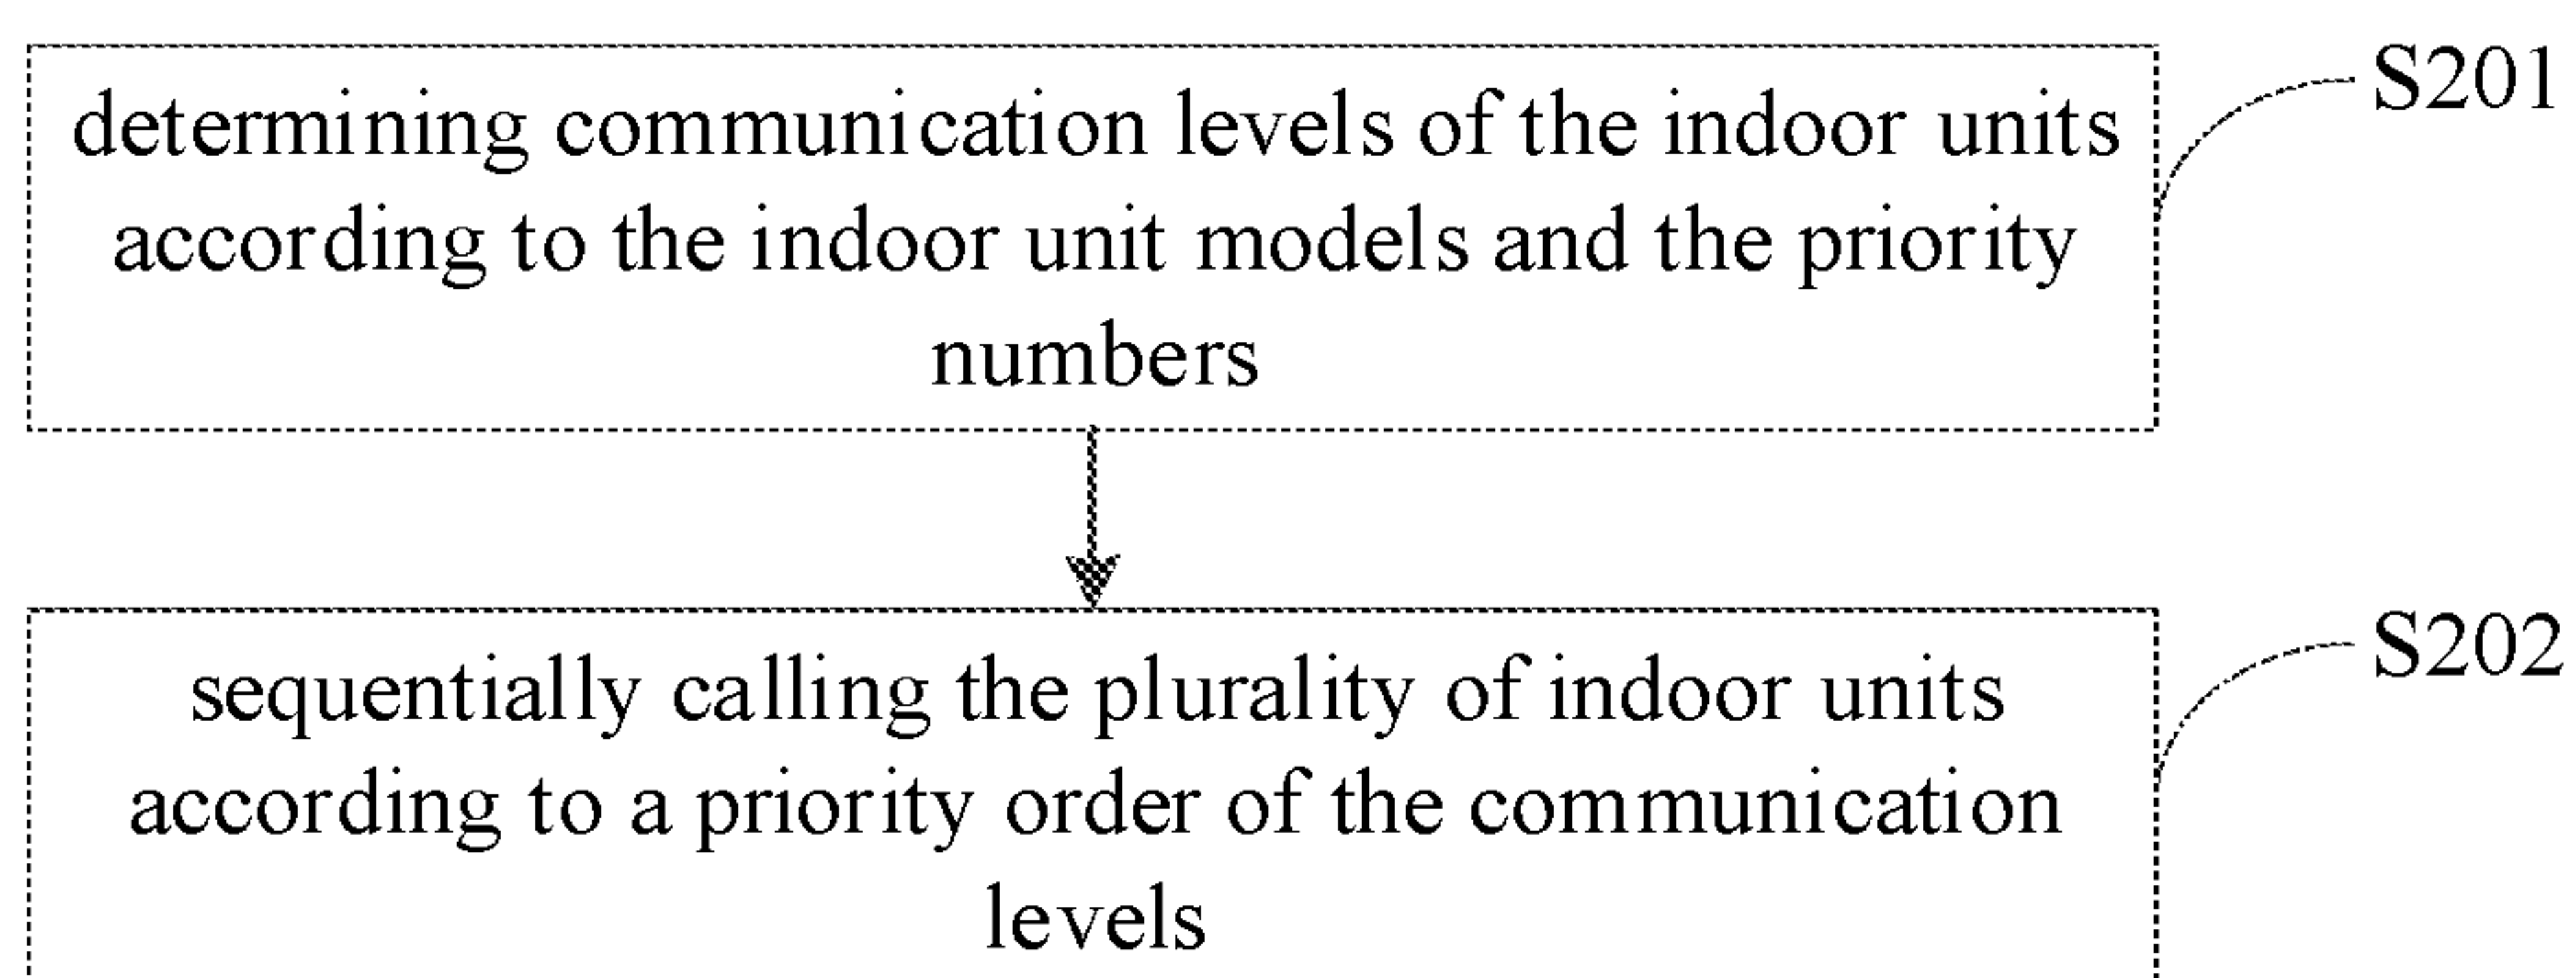 determining communication levels of the indoor units
S201
according to the indoor unit models and the priority
numbers
sequentially calling the plurality of indoor units
S202
according to a priority order of the communication
levels